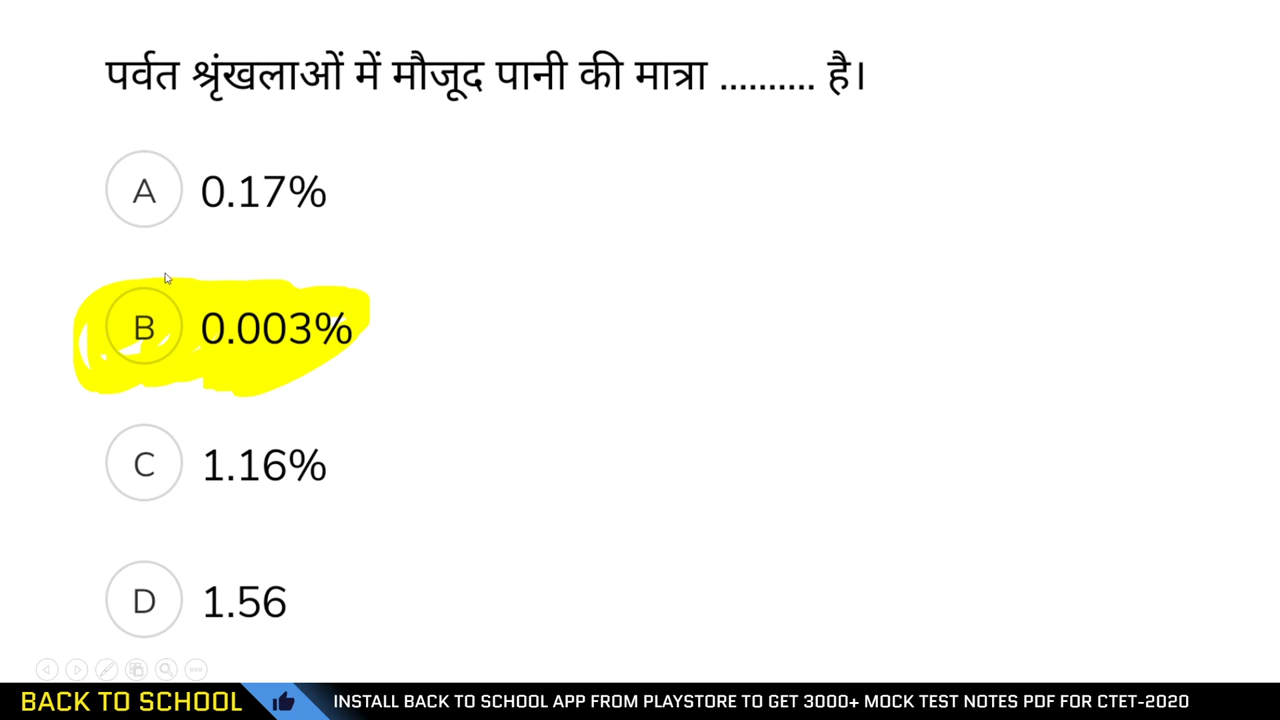 पर्वत श्रृंखलाओं में मौजूद पानी की मात्रा .......... है।
A 0.17%
B 0.003%
C 1.16%
D 1.56
BACK TO SCHOOL INSTALL BACK TO SCHOOL APP FROM PLAYSTORE TO GET 3000+ MOCK TEST NOTES PDF FOR CTET-2020